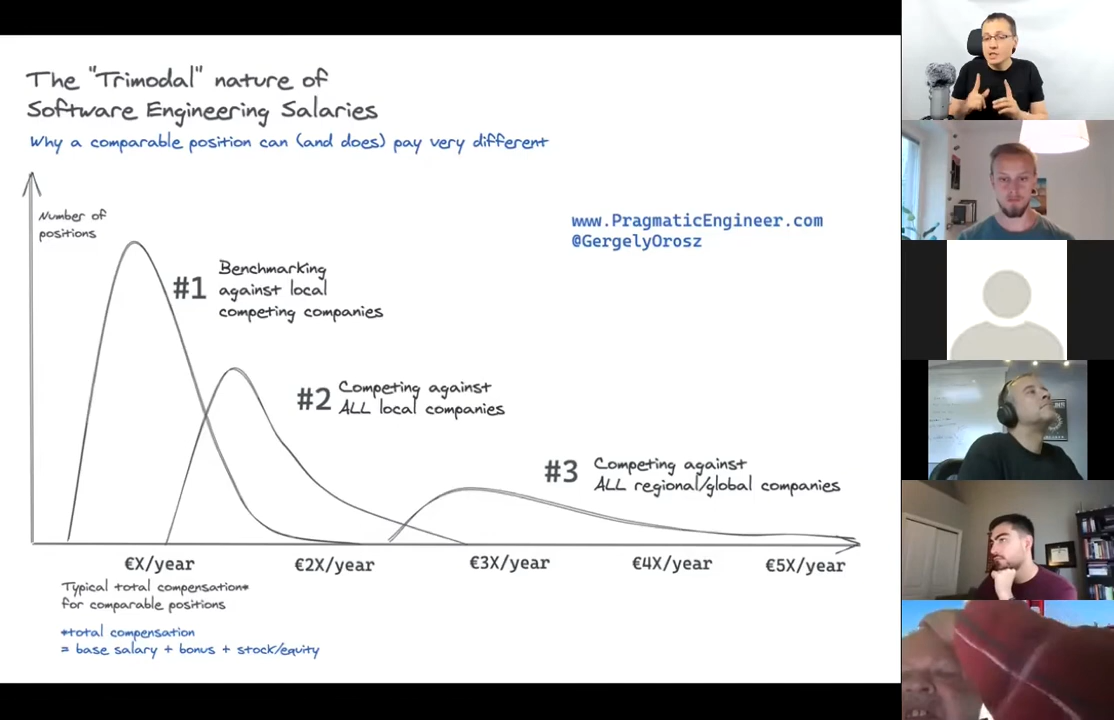 The "Trimodal" nature of
Software Engineering Salaries
Why a comparable position can (and does) pay very different
Number of
positions
www.PragmaticEngineer.com
@GergelyOrosz
#1 Benchmarking
against local
competing companies
#2 Competing against
ALL local companies
#3 Competing against
ALL regional/global companies
€X/year €2X/year €3X/year €4X/year €5X/year
Typical total compensation*
for comparable positions
*total compensation
= base salary + bonus + stock/equity